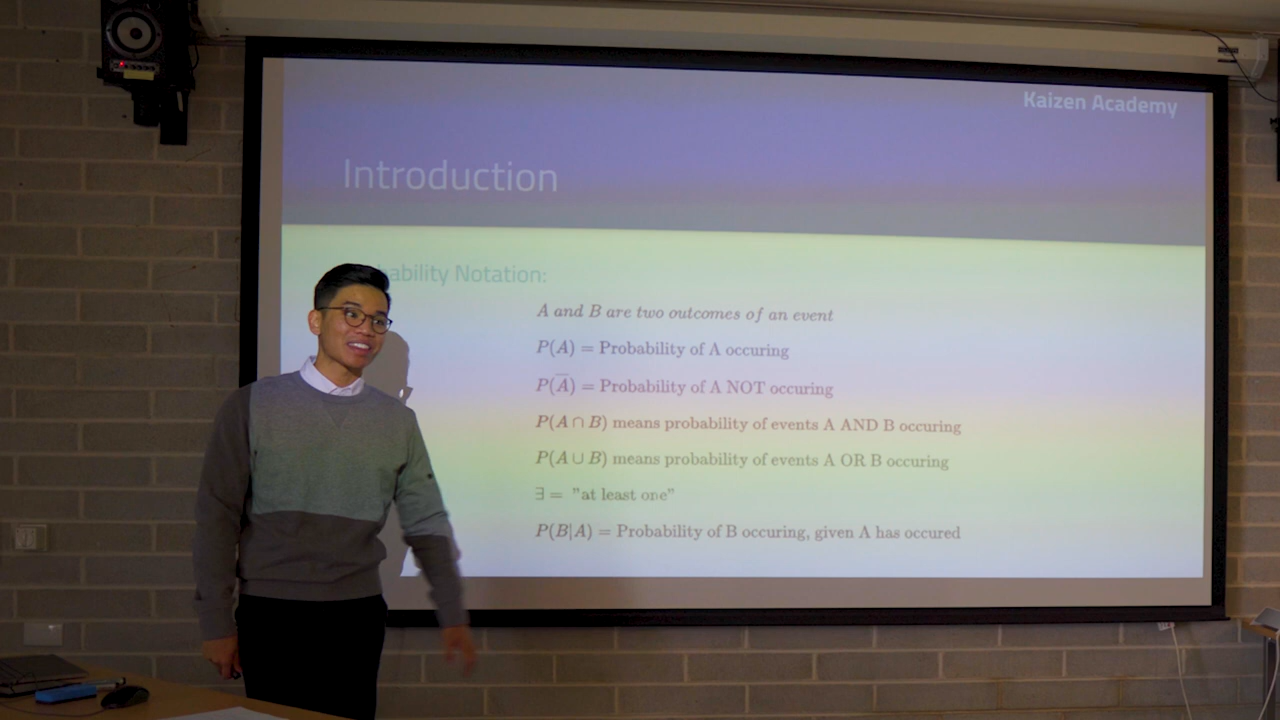 Kaizen Academy
Introduction
Notation:
A and B are two outcomes of an event
P(A) = Probability of A occuring
P(A̅) = Probability of A NOT occuring
P(A ∩ B) means probability of events A AND B occuring
P(A ∪ B) means probability of events A OR B occuring
∃ = "at least one"
P(B|A) = Probability of B occuring, given A has occured